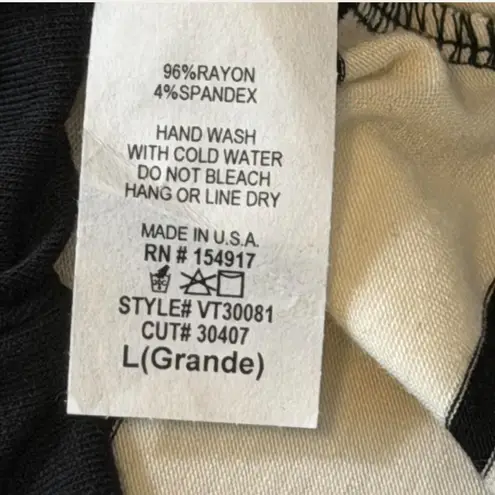 96%RAYON
4%SPANDEX
HAND WASH
WITH COLD WATER
DO NOT BLEACH
HANG OR LINE DRY
MADE IN U.S.A.
RN # 154917
STYLE# VT30081
CUT# 30407
L(Grande)